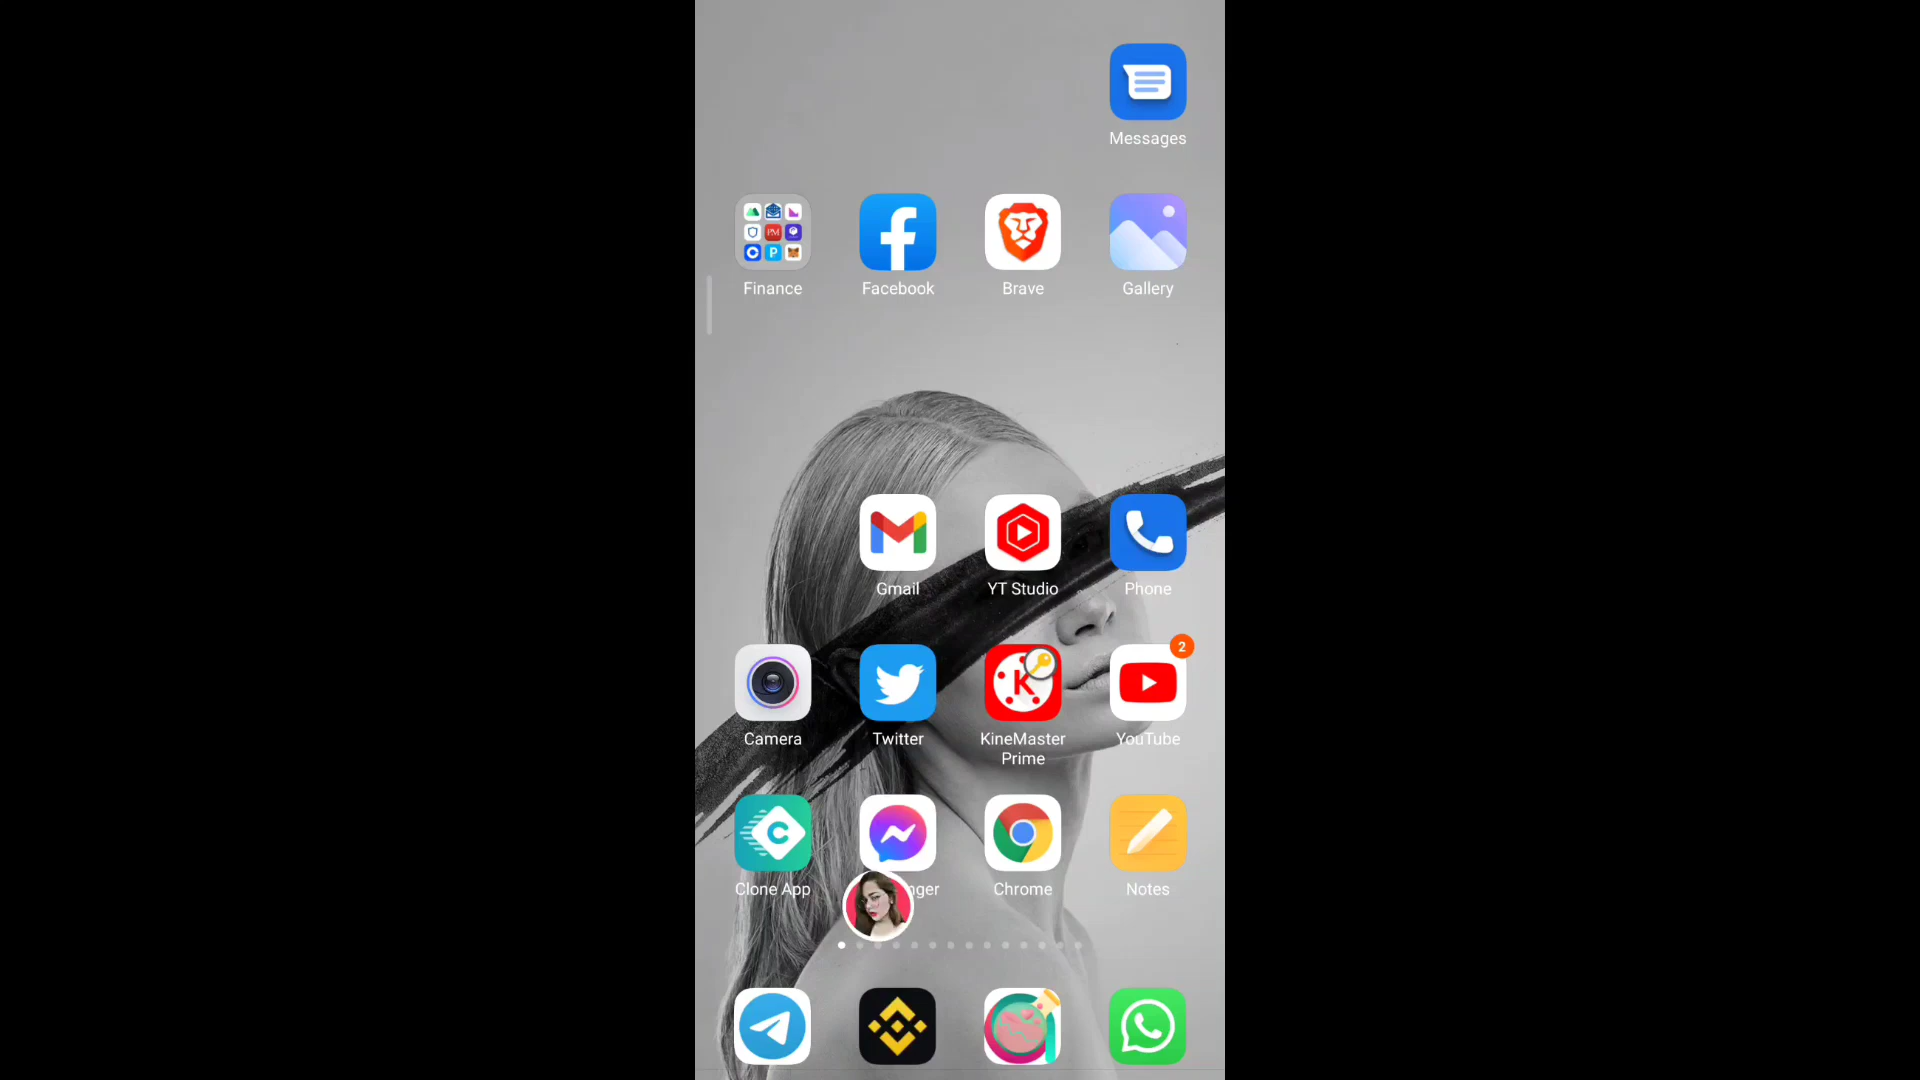 Messages
Finance
Facebook
Brave
Gallery
Gmail
YT Studio
Phone
2
Camera
Twitter
KineMaster
Prime
YouTube
Clone App
nger
Chrome
Notes